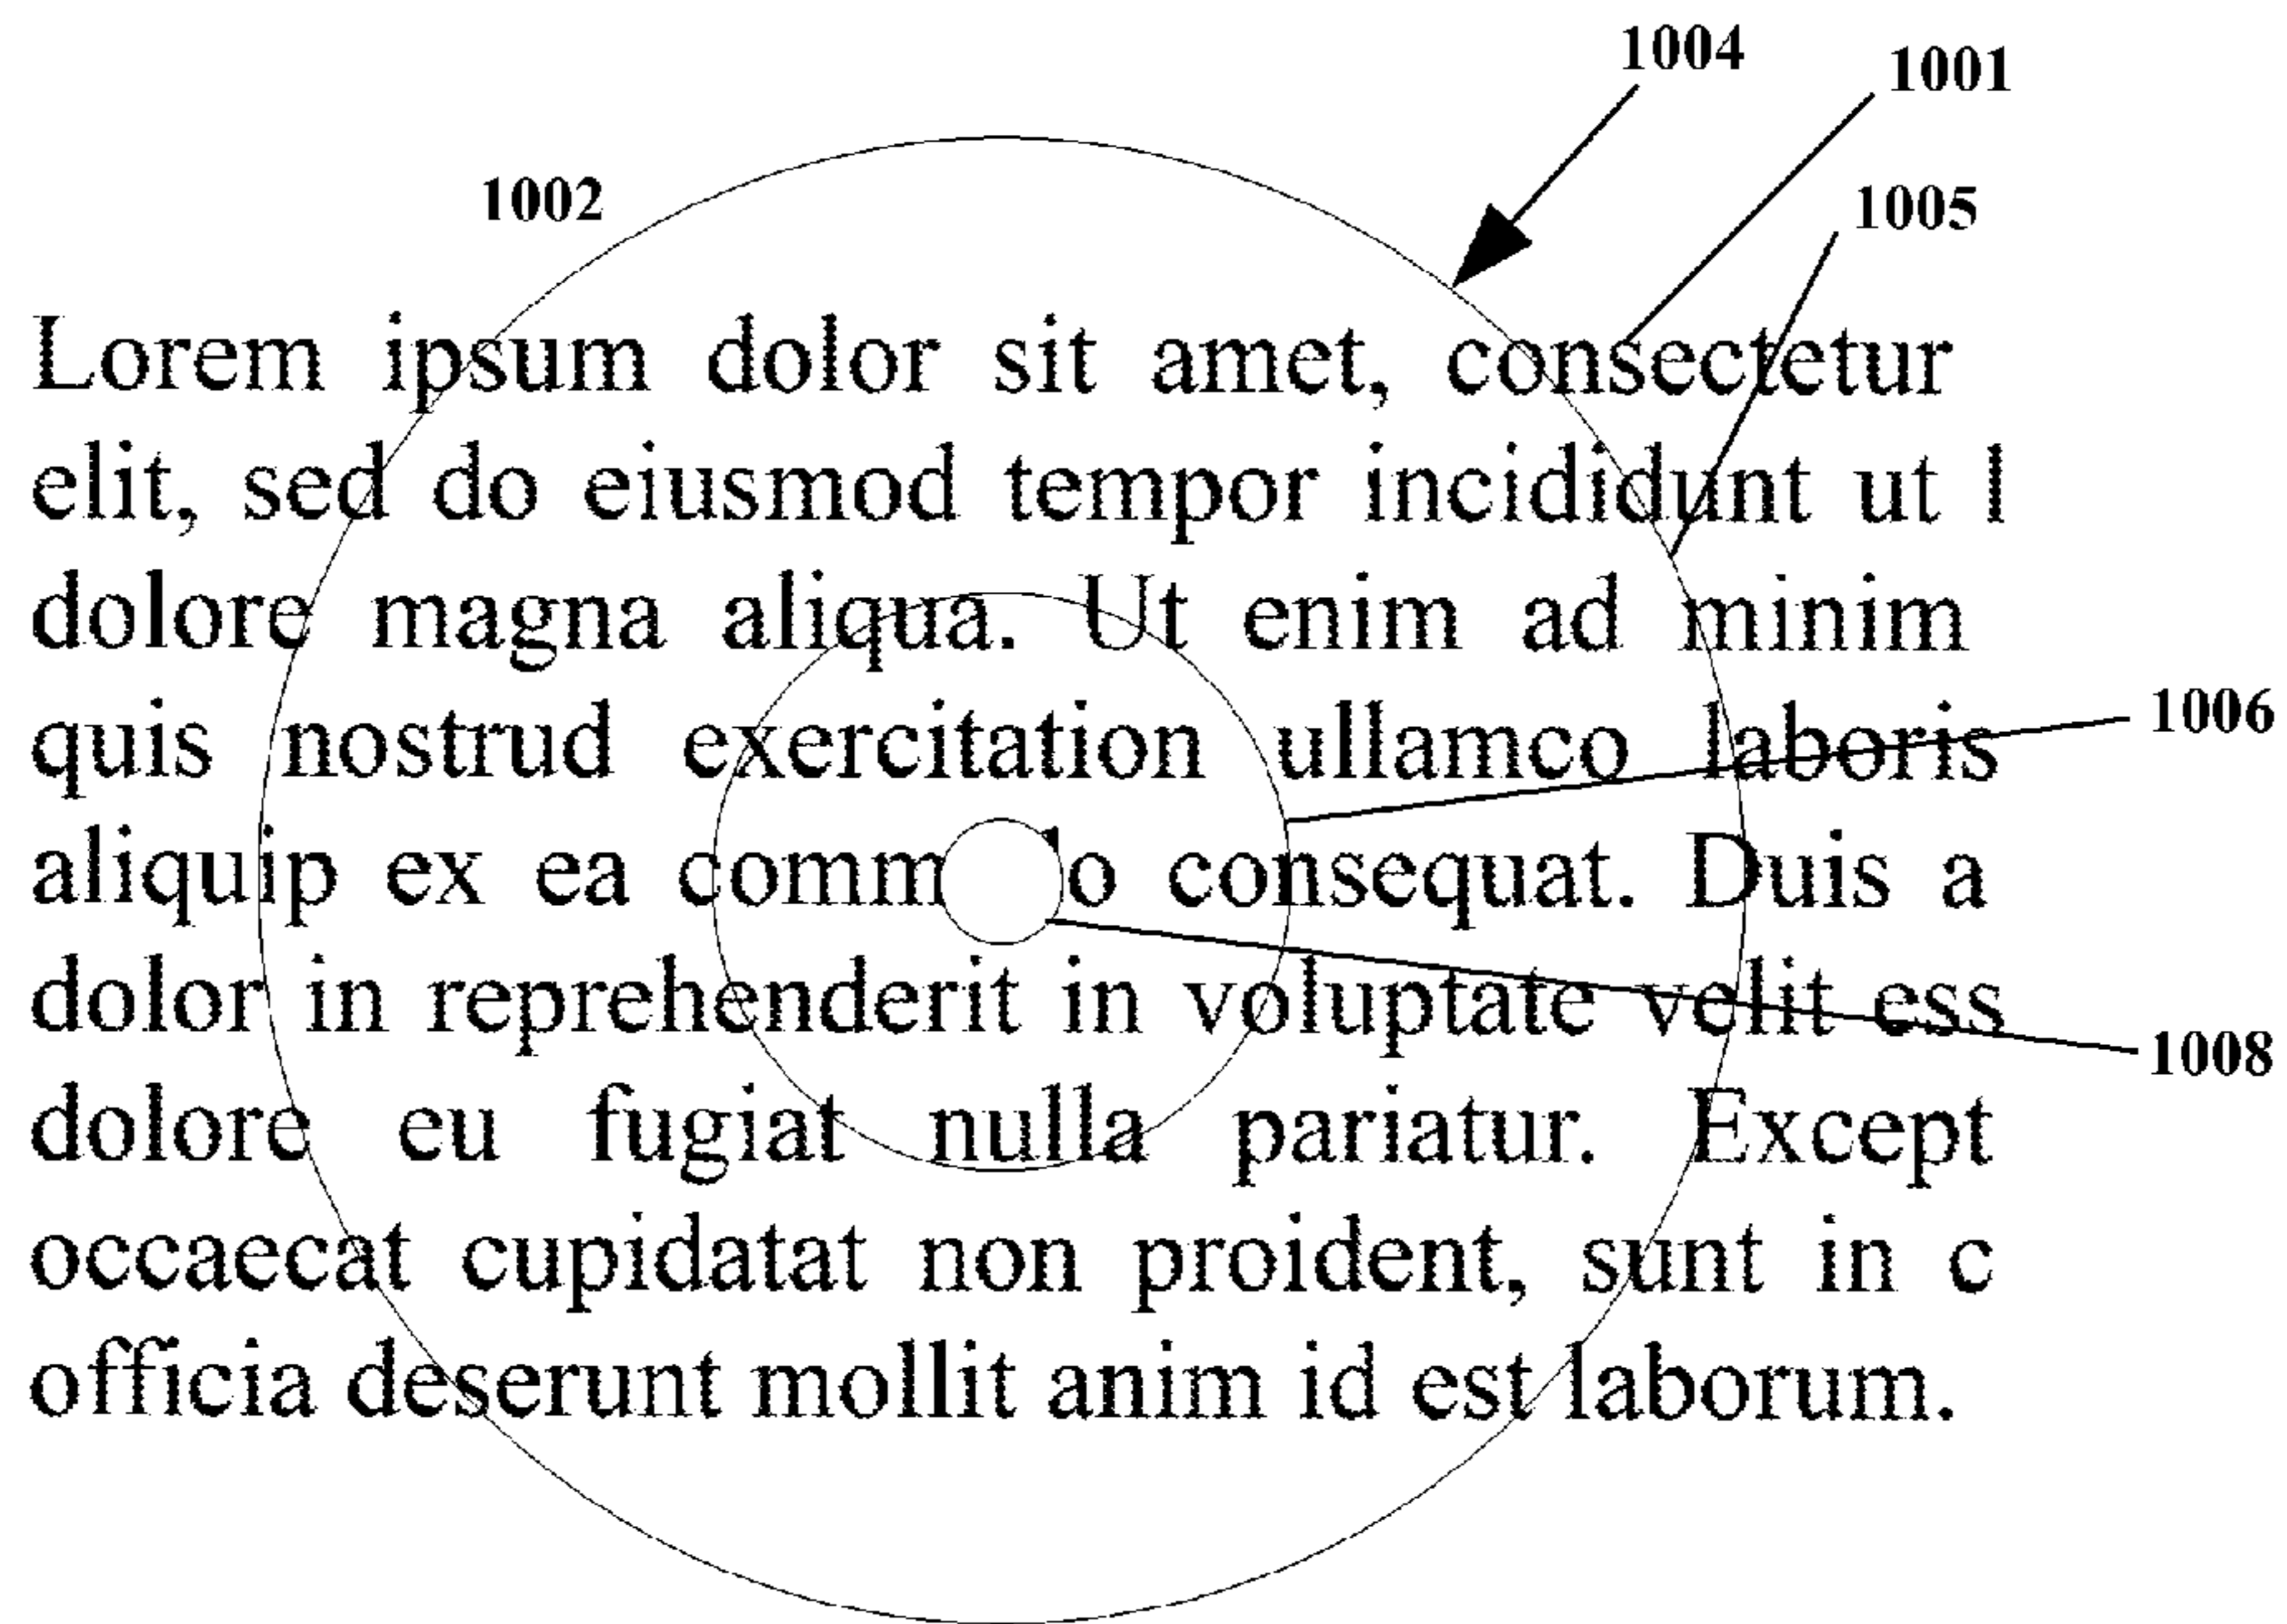 1004
1001
1002
1005
Lorem ipsum dolor sit amet, consectetur
elit, sed do eiusmod tempor incididunt ut l
dolore magna aliqua. Ut enim ad minim
quis nostrud exercitation ullamco laboris
1006
aliquip ex ea comm do consequat. Duis a
dolor in reprehenderit in voluptate velit ess
1008
dolore eu fugiat nulla pariatur. Except
occaecat cupidatat non proident, sunt in c
officia deserunt mollit anim id est laborum.